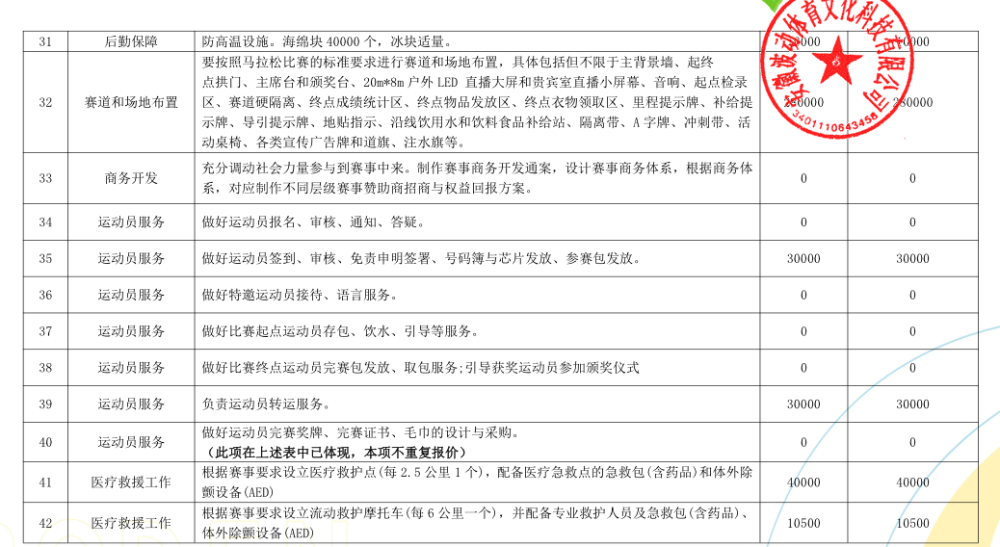 安徽波动体育文化科技有限公司
3401110643458
31 后勤保障 防高温设施。海绵块 40000 个，冰块适量。
要按照马拉松比赛的标准要求进行赛道和场地布置，具体包括但不限于主背景墙、起终
点拱门、主席台和颁奖台、20m*8m 户外 LED 直播大屏和贵宾室直播小屏幕、音响、起点检录
32 赛道和场地布置 区、赛道硬隔离、终点成绩统计区、终点物品发放区、终点衣物领取区、里程提示牌、补给提
示牌、导引提示牌、地贴指示、沿线饮用水和饮料食品补给站、隔离带、A 字牌、冲刺带、活
动桌椅、各类宣传广告牌和道旗、注水旗等。
充分调动社会力量参与到赛事中来。制作赛事商务开发通案，设计赛事商务体系，根据商务体
33 商务开发 系，对应制作不同层级赛事赞助商招商与权益回报方案。 0 0
34 运动员服务 做好运动员报名、审核、通知、答疑。 0 0
35 运动员服务 做好运动员签到、审核、免责申明签署、号码簿与芯片发放、参赛包发放。 30000 30000
36 运动员服务 做好特邀运动员接待、语言服务。 0 0
37 运动员服务 做好比赛起点运动员存包、饮水、引导等服务。 0 0
38 运动员服务 做好比赛终点运动员完赛包发放、取包服务;引导获奖运动员参加颁奖仪式 0 0
39 运动员服务 负责运动员转运服务。 30000 30000
做好运动员完赛奖牌、完赛证书、毛巾的设计与采购。
40 运动员服务 （此项在上述表中已体现，本项不重复报价） 0 0
根据赛事要求设立医疗救护点(每 2.5 公里 1 个)，配备医疗急救点的急救包(含药品)和体外除
41 医疗救援工作 颤设备(AED) 40000 40000
根据赛事要求设立流动救护摩托车(每 6 公里一个)，并配备专业救护人员及急救包(含药品)、
42 医疗救援工作 体外除颤设备(AED) 10500 10500